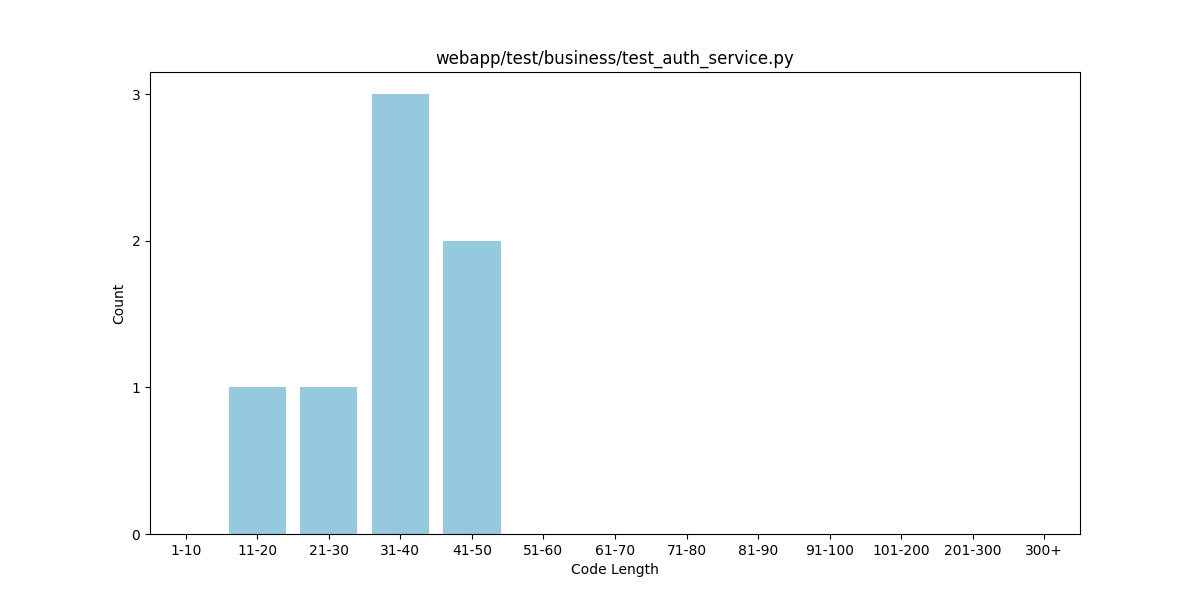 webapp/test/business/test_auth_service.py
3
2
1
0
Count
1-10 11-20 21-30 31-40 41-50 51-60 61-70 71-80 81-90 91-100 101-200 201-300 300+
Code Length